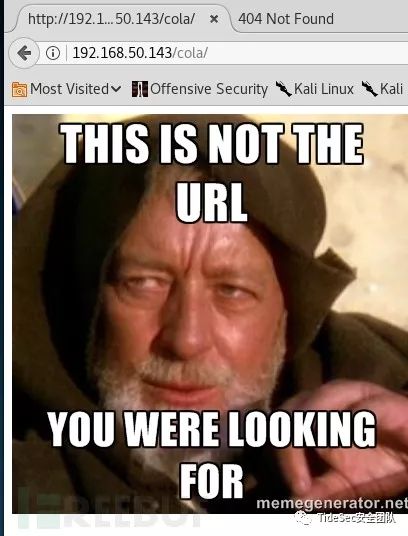 http://192.1...50.143/cola/ × 404 Not Found
192.168.50.143/cola/
Most Visited Offensive Security Kali Linux Kali
THIS IS NOT THE
URL
YOU WERE LOOKING
FOR
memegenerator.net
REEBUF
TideSec安全团队